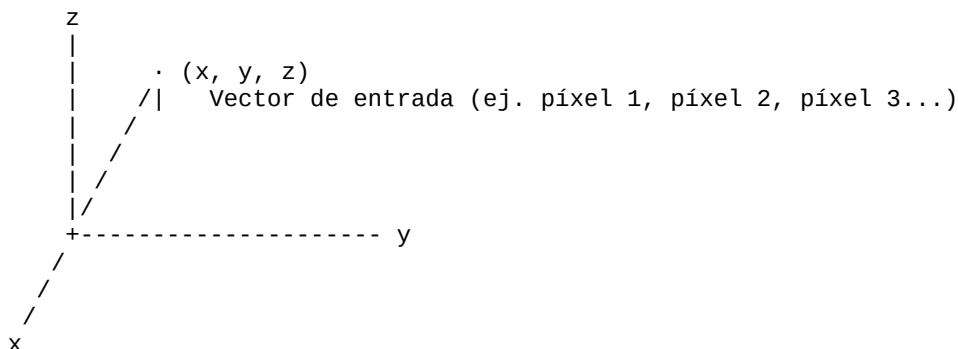 z
· (x, y, z)
Vector de entrada (ej. píxel 1, píxel 2, píxel 3...)
y
x